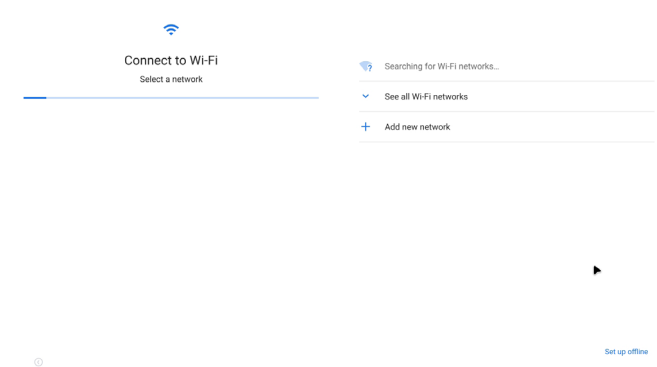 Connect to Wi-Fi
Select a network
Searching for Wi-Fi networks...
See all Wi-Fi networks
Add new network
Set up offline